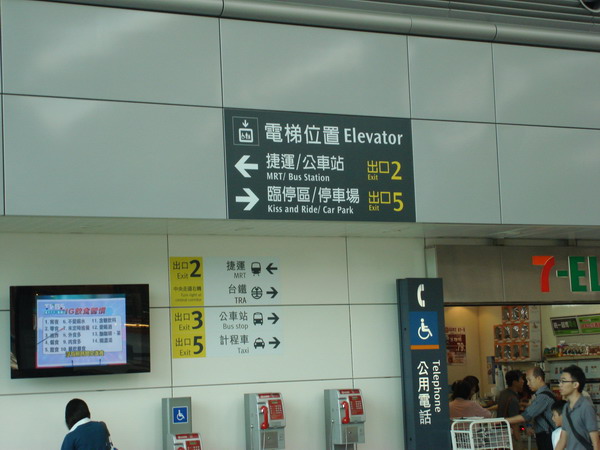 電梯位置 Elevator
捷運/公車站
MRT/ Bus Station
出口 2
Exit
臨停區/停車場
Kiss and Ride/ Car Park
出口 5
Exit
出口 2
Exit
捷運
MRT
台鐵
TRA
出口 3
Exit
公車站
Bus stop
出口 5
Exit
計程車
Taxi
Telephone
公用電話
7-EL